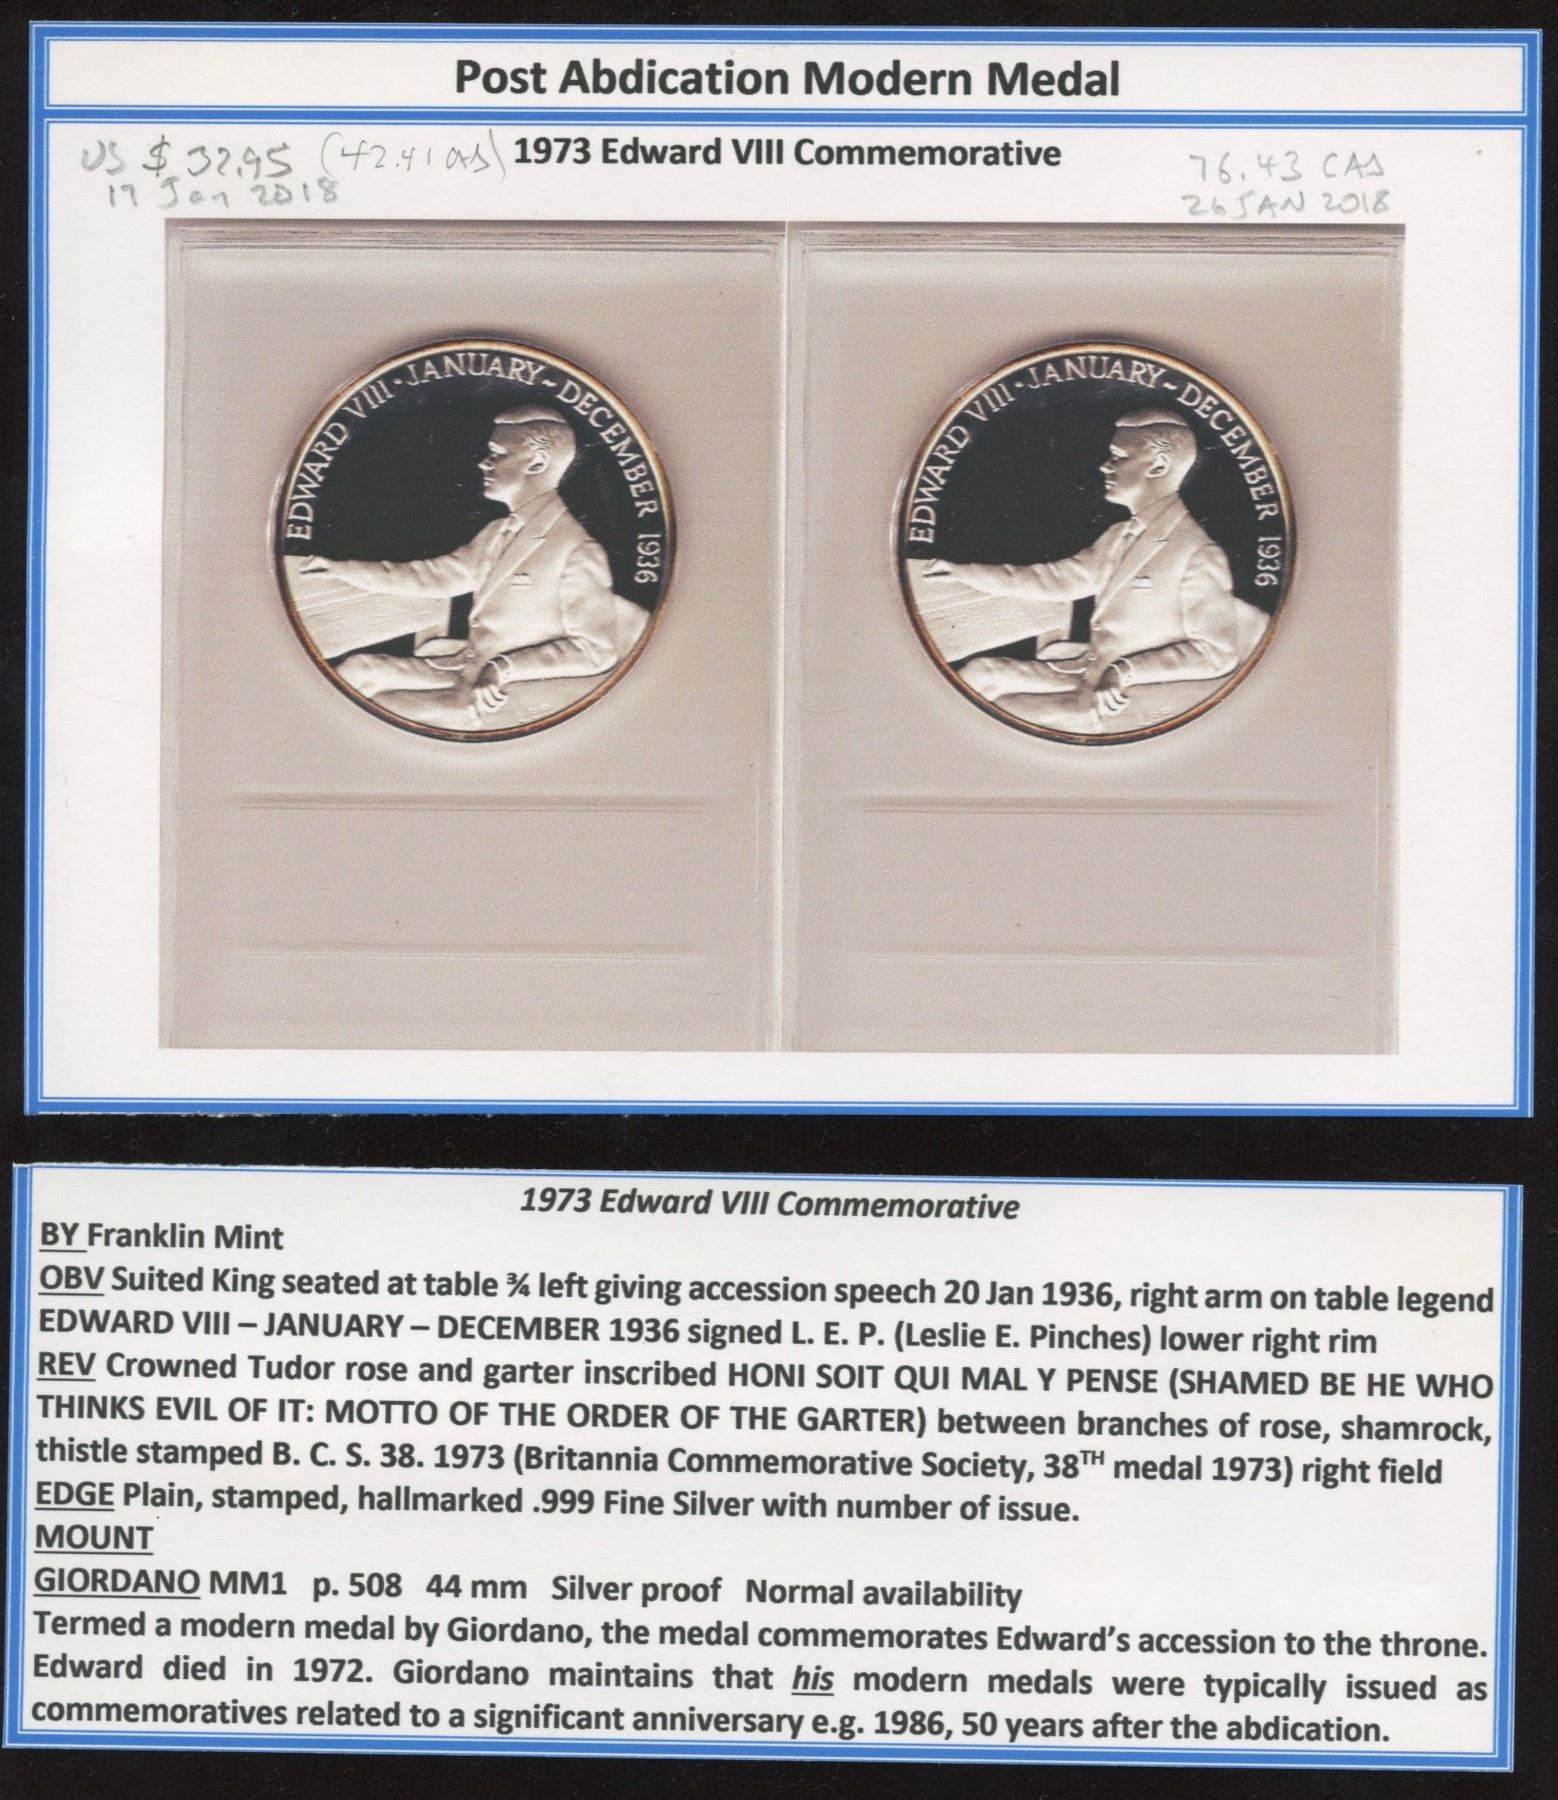 Post Abdication Modern Medal
US $ 32.95 (42.41 CAD) 1973 Edward VIII Commemorative 76.43 CAD
17 Jan 2018 26 JAN 2018
EDWARD VIII · JANUARY ~ DECEMBER 1936
EDWARD VIII · JANUARY ~ DECEMBER 1936
1973 Edward VIII Commemorative
BY Franklin Mint
OBV Suited King seated at table ¾ left giving accession speech 20 Jan 1936, right arm on table legend
EDWARD VIII – JANUARY – DECEMBER 1936 signed L. E. P. (Leslie E. Pinches) lower right rim
REV Crowned Tudor rose and garter inscribed HONI SOIT QUI MAL Y PENSE (SHAMED BE HE WHO
THINKS EVIL OF IT: MOTTO OF THE ORDER OF THE GARTER) between branches of rose, shamrock,
thistle stamped B. C. S. 38. 1973 (Britannia Commemorative Society, 38TH medal 1973) right field
EDGE Plain, stamped, hallmarked .999 Fine Silver with number of issue.
MOUNT
GIORDANO MM1 p. 508 44 mm Silver proof Normal availability
Termed a modern medal by Giordano, the medal commemorates Edward's accession to the throne.
Edward died in 1972. Giordano maintains that his modern medals were typically issued as
commemoratives related to a significant anniversary e.g. 1986, 50 years after the abdication.